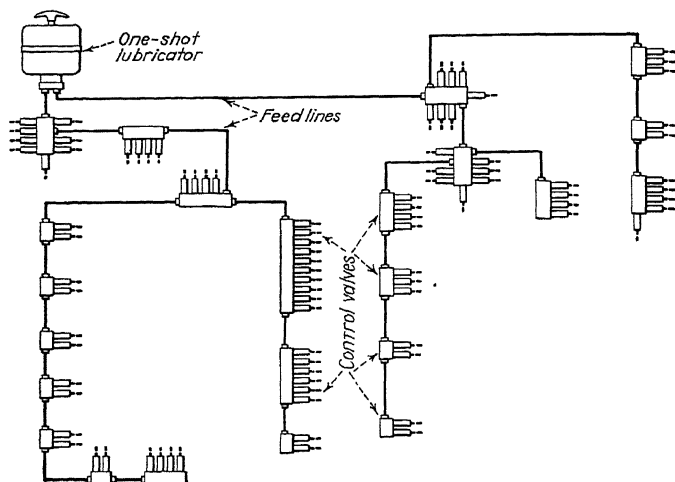 One-shot
lubricator
Feed lines
Control valves